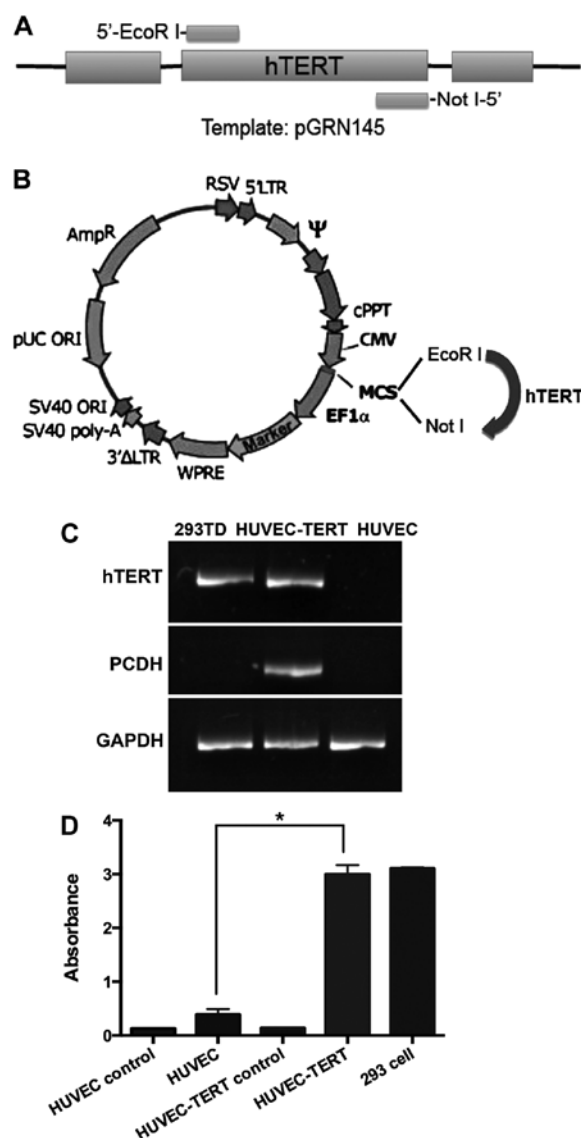 A
5'-EcoR I-
hTERT
-Not I-5'
Template: pGRN145
B
RSV 5'LTR
Ψ
AmpR
cPPT
pUC ORI
CMV
EcoR I
MCS
hTERT
SV40 ORI
EF1α
Not I
SV40 poly-A
Marker
3'ΔLTR
WPRE
C
293TD HUVEC-TERT HUVEC
hTERT
PCDH
GAPDH
D
*
4
3
2
1
0
Absorbance
HUVEC control
HUVEC
HUVEC-TERT control
HUVEC-TERT
293 cell